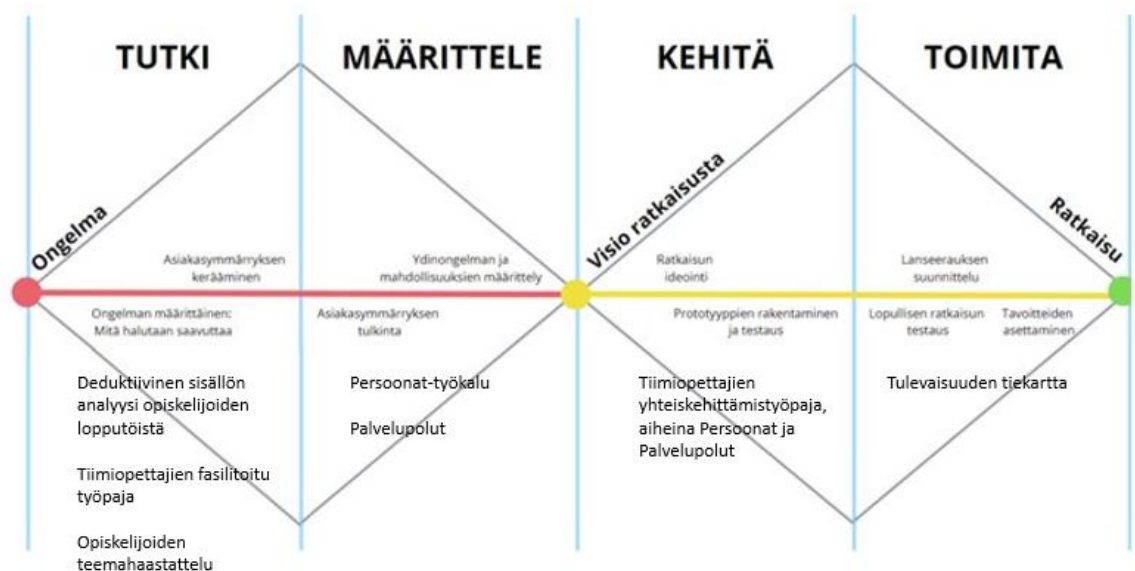 TUTKI
MÄÄRITTELE
KEHITÄ
TOIMITA
Ongelma
Visio ratkaisusta
Ratkaisu
Asiakasymmärryksen
kerääminen
Ydinongelman ja
mahdollisuuksien määrittely
Ratkaisun
ideointi
Lanseerauksen
suunnittelu
Ongelman määrittäinen:
Mitä halutaan saavuttaa
Asiakasymmärryksen
tulkinta
Prototyyppien rakentaminen
ja testaus
Lopullisen ratkaisun
testaus
Tavoitteiden
asettaminen
Deduktiivinen sisällön
analyysi opiskelijoiden
lopputöistä
Tiimiopettajien fasilitoitu
työpaja
Opiskelijoiden
teemahaastattelu
Persoonat-työkalu
Palvelupolut
Tiimiopettajien
yhteiskehittämistyöpaja,
aiheina Persoonat ja
Palvelupolut
Tulevaisuuden tiekartta